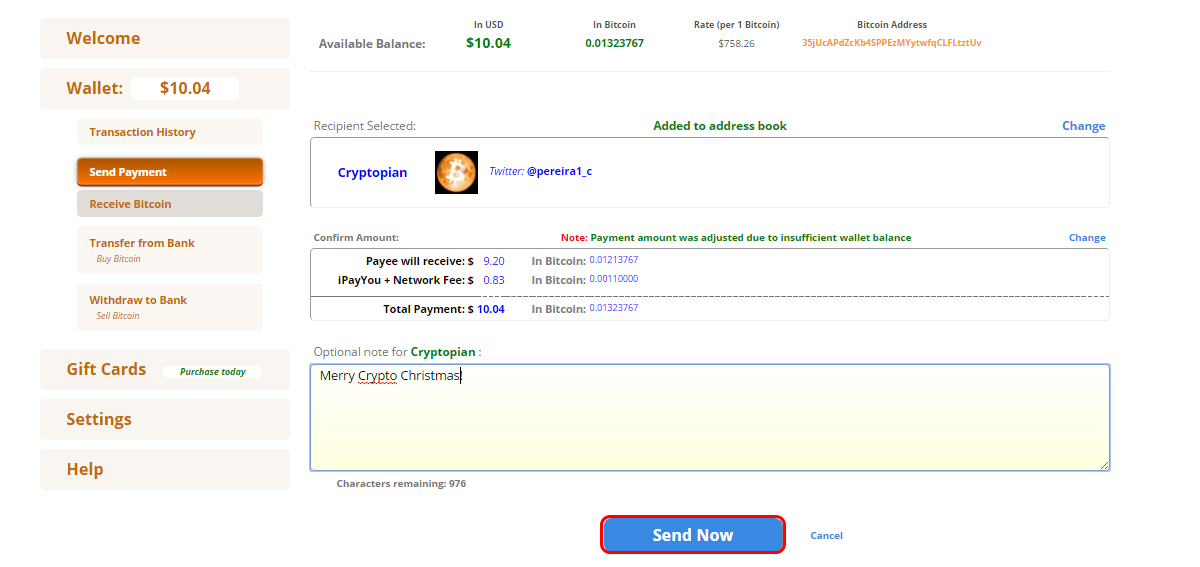 Welcome
Wallet: $10.04
Transaction History
Send Payment
Receive Bitcoin
Transfer from Bank
Buy Bitcoin
Withdraw to Bank
Sell Bitcoin
Gift Cards Purchase today
Settings
Help
In USD In Bitcoin Rate (per 1 Bitcoin) Bitcoin Address
Available Balance: $10.04 0.01323767 $758.26 35jUcAPdZcKb4SPPEzMYytwfqCLFLtztUv
Recipient Selected: Added to address book Change
Cryptopian Twitter: @pereira1_c
Confirm Amount: Note: Payment amount was adjusted due to insufficient wallet balance Change
Payee will receive: $ 9.20 In Bitcoin: 0.01213767
iPayYou + Network Fee: $ 0.83 In Bitcoin: 0.00110000
Total Payment: $ 10.04 In Bitcoin: 0.01323767
Optional note for Cryptopian :
Merry Crypto Christmas!
Characters remaining: 976
Send Now Cancel